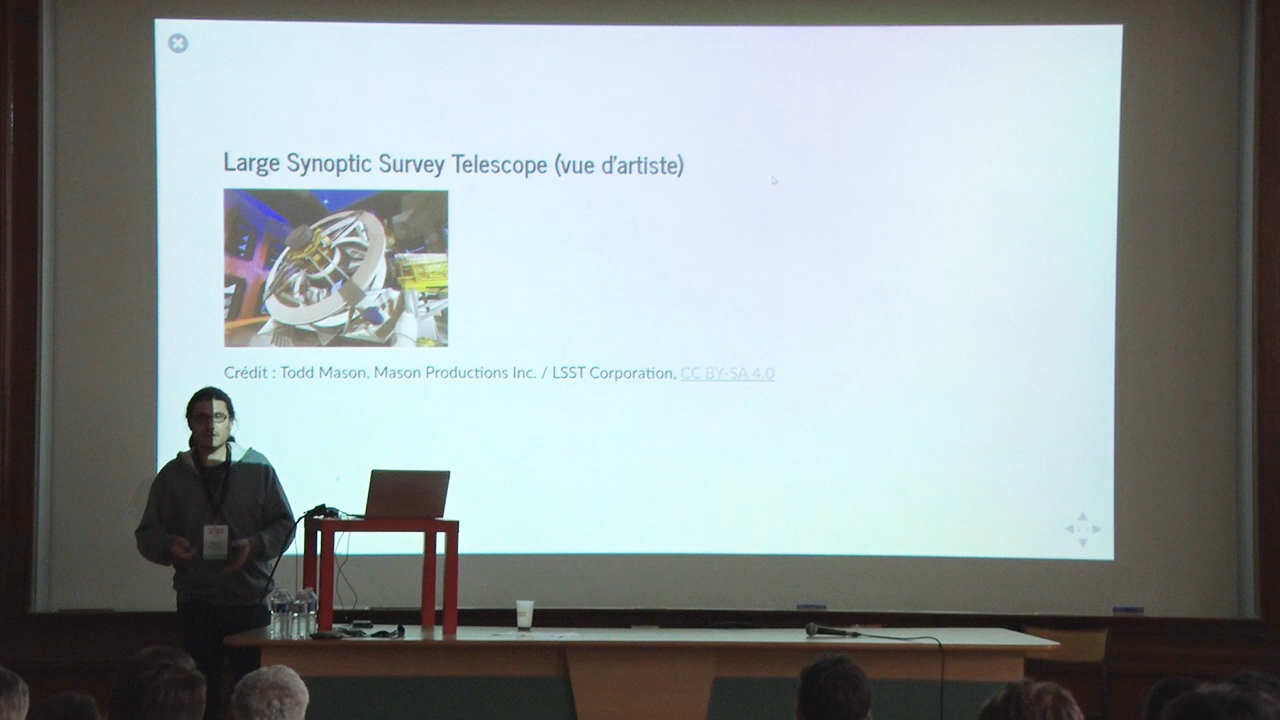 Large Synoptic Survey Telescope (vue d'artiste)
Crédit : Todd Mason, Mason Productions Inc. / LSST Corporation, CC BY-SA 4.0